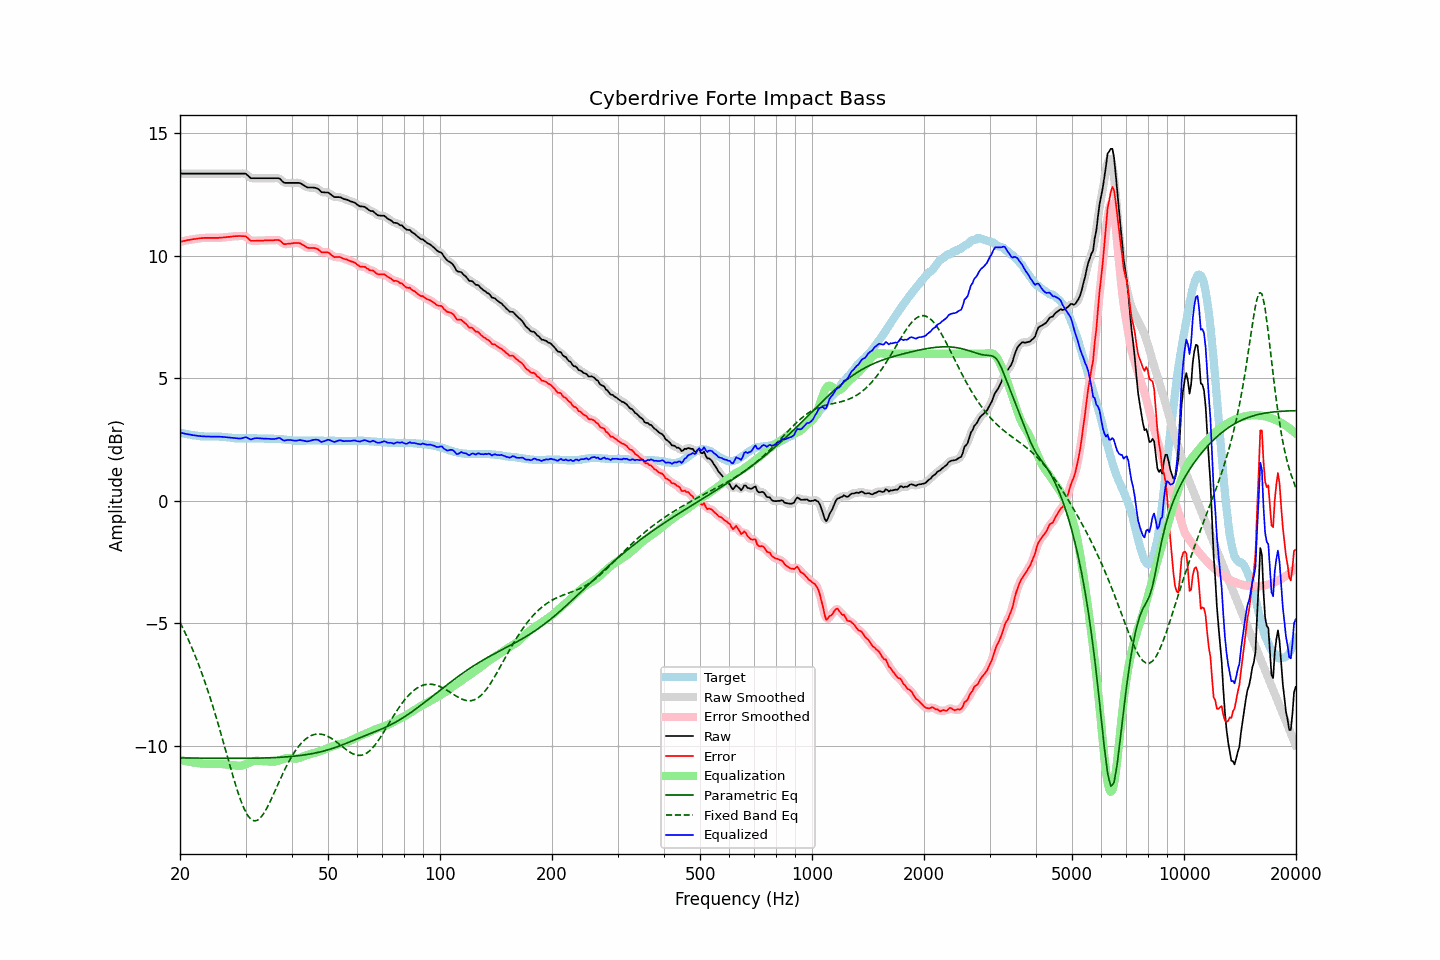 Cyberdrive Forte Impact Bass
Amplitude (dBr)
15
10
5
0
−5
−10
Target
Raw Smoothed
Error Smoothed
Raw
Error
Equalization
Parametric Eq
Fixed Band Eq
Equalized
20 50 100 200 500 1000 2000 5000 10000 20000
Frequency (Hz)